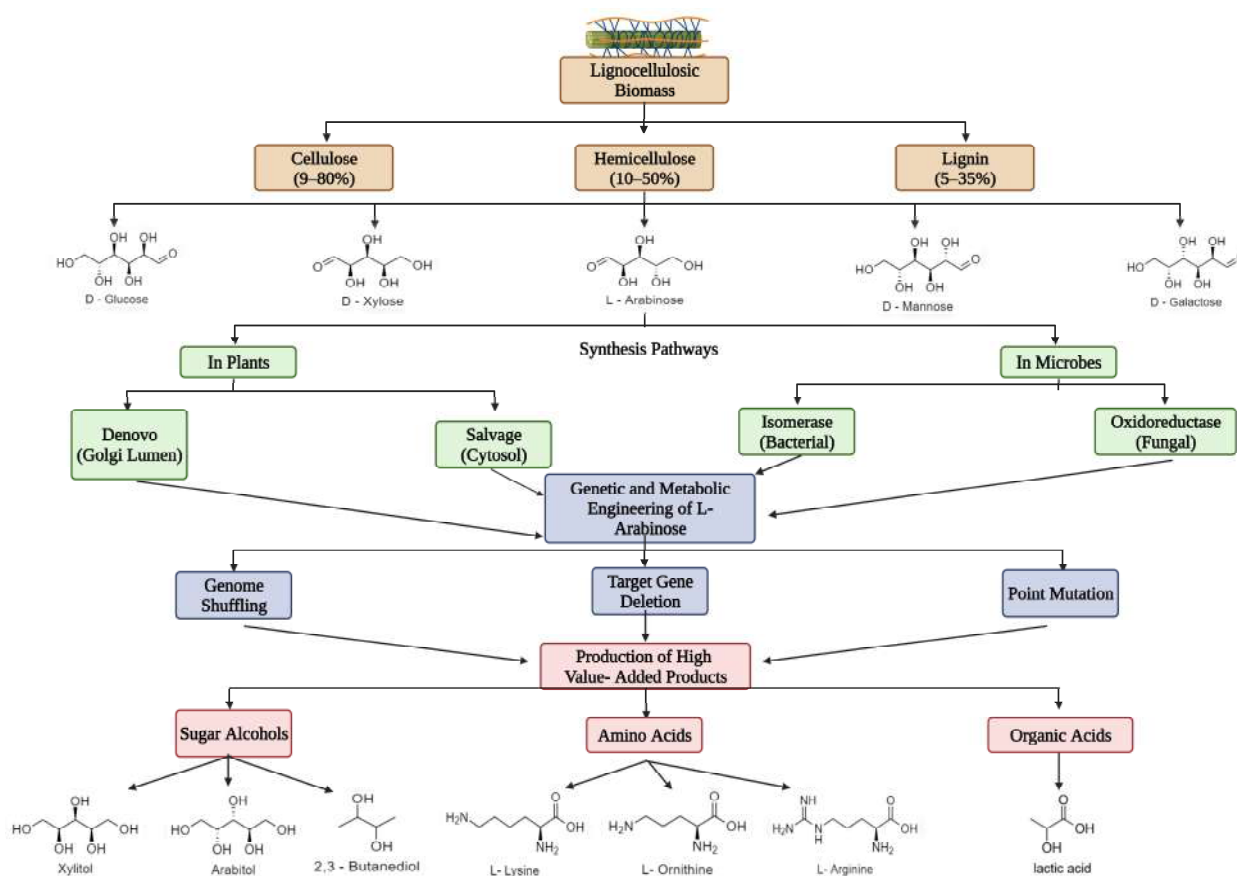 Lignocellulosic
Biomass
Cellulose
(9–80%)
Hemicellulose
(10–50%)
Lignin
(5–35%)
OH OH
HO
O
OH OH
D - Glucose
OH
O
OH
OH OH
D - Xylose
OH
O
OH
OH OH
L - Arabinose
OH OH
HO
O
OH OH
D - Mannose
OH OH
HO
O
OH OH
D - Galactose
Synthesis Pathways
In Plants
In Microbes
Denovo
(Golgi Lumen)
Salvage
(Cytosol)
Isomerase
(Bacterial)
Oxidoreductase
(Fungal)
Genetic and Metabolic
Engineering of L-
Arabinose
Genome
Shuffling
Target Gene
Deletion
Point Mutation
Production of High
Value- Added Products
Sugar Alcohols
Amino Acids
Organic Acids
OH
HO OH
OH OH
Xylitol
OH
HO OH
OH OH
Arabitol
OH
OH
2,3 - Butanediol
O
H₂N
OH
NH₂
L- Lysine
O
H₂N
OH
NH₂
L- Ornithine
NH O
H₂N N OH
H NH₂
L- Arginine
O
OH
OH
lactic acid